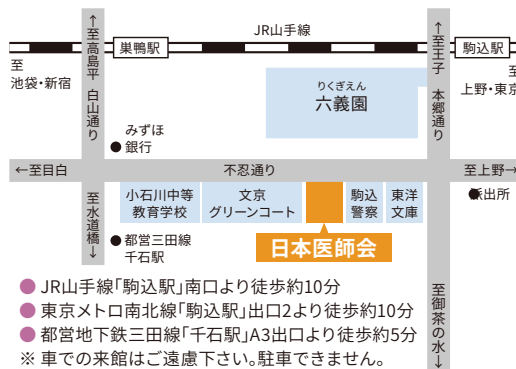 JR山手線
巣鴨駅
駒込駅
至
池袋・新宿
至
上野・東京
←至高島平 白山通り
←至王子 本郷通り
りくぎえん
六義園
みずほ
銀行
←至目白
不忍通り
至上野→
派出所
小石川中等
教育学校
文京
グリーンコート
駒込
警察
東洋
文庫
至水道橋→
都営三田線
千石駅
日本医師会
至御茶の水→
● JR山手線「駒込駅」南口より徒歩約10分
● 東京メトロ南北線「駒込駅」出口2より徒歩約10分
● 都営地下鉄三田線「千石駅」A3出口より徒歩約5分
※ 車での来館はご遠慮下さい。駐車できません。